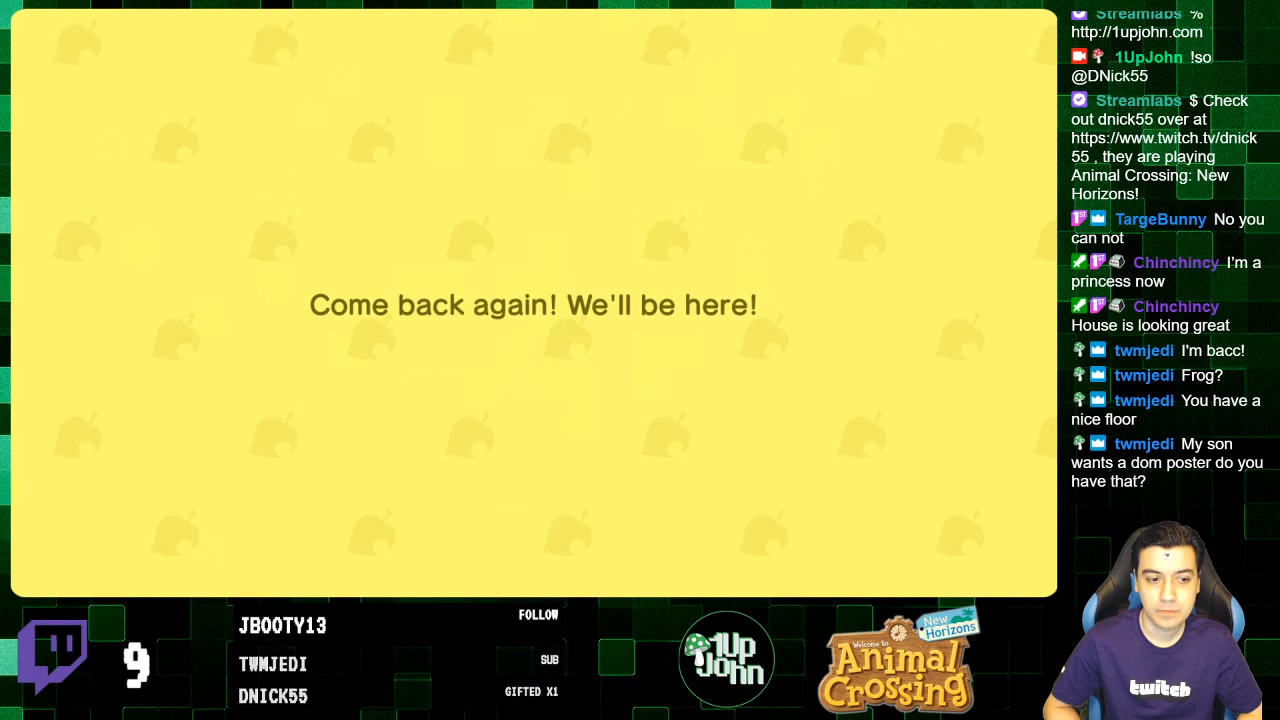 Come back again! We'll be here!
Streamlabs %
http://1upjohn.com
1UpJohn !so
@DNick55
Streamlabs $ Check
out dnick55 over at
https://www.twitch.tv/dnick
55 , they are playing
Animal Crossing: New
Horizons!
TargeBunny No you
can not
Chinchincy I'm a
princess now
Chinchincy
House is looking great
twmjedi I'm bacc!
twmjedi Frog?
twmjedi You have a
nice floor
twmjedi My son
wants a dom poster do you
have that?
9
JBOOTY13 FOLLOW
TWMJEDI SUB
DNICK55 GIFTED X1
1Up
John
New
Horizons
Welcome to
Animal
Crossing
twitch